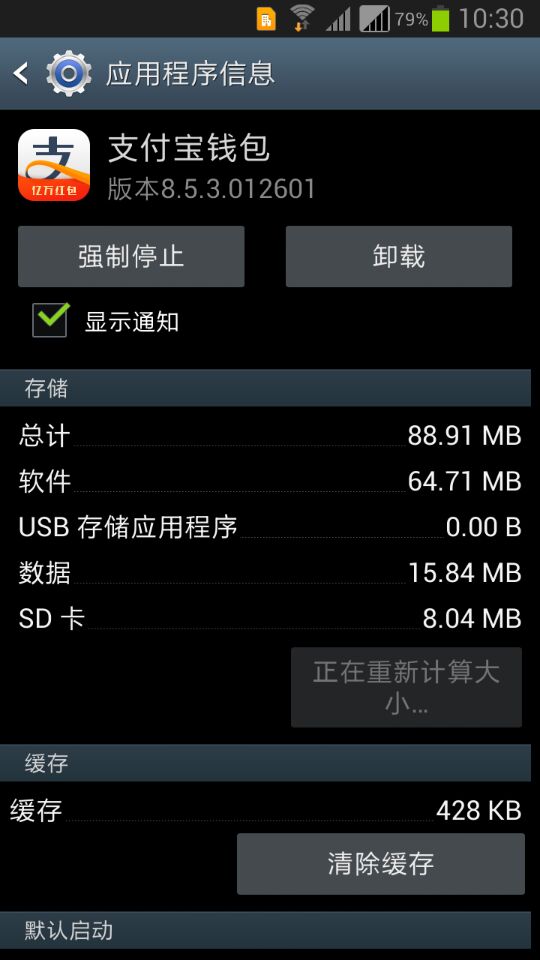 79% 10:30
应用程序信息
支付宝钱包
亿万红包
版本8.5.3.012601
强制停止 卸载
显示通知
存储
总计 88.91 MB
软件 64.71 MB
USB 存储应用程序 0.00 B
数据 15.84 MB
SD 卡 8.04 MB
正在重新计算大
小...
缓存
缓存 428 KB
清除缓存
默认启动